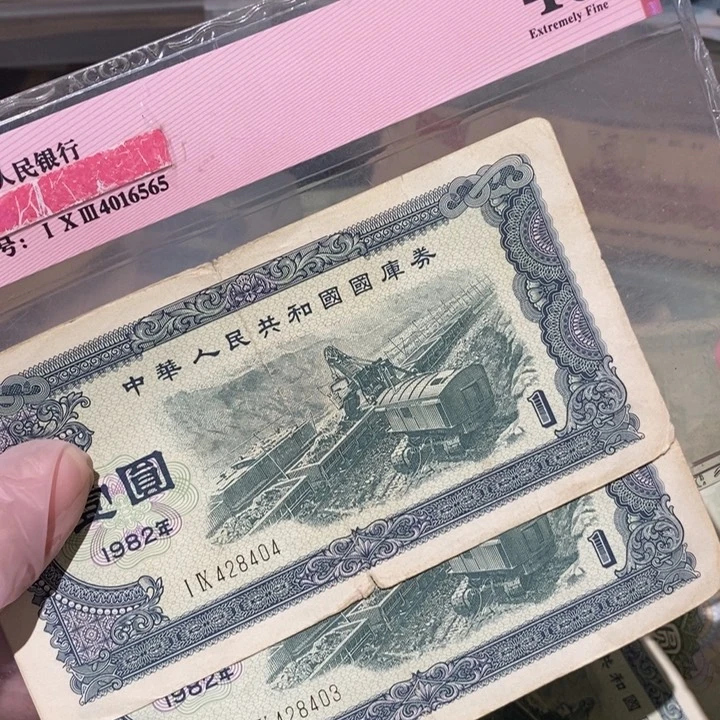 Extremely Fine
人民银行
号: I X III 4016565
中華人民共和國國庫券
圓
1
1982年
I IX 428404
1
1982年
428403